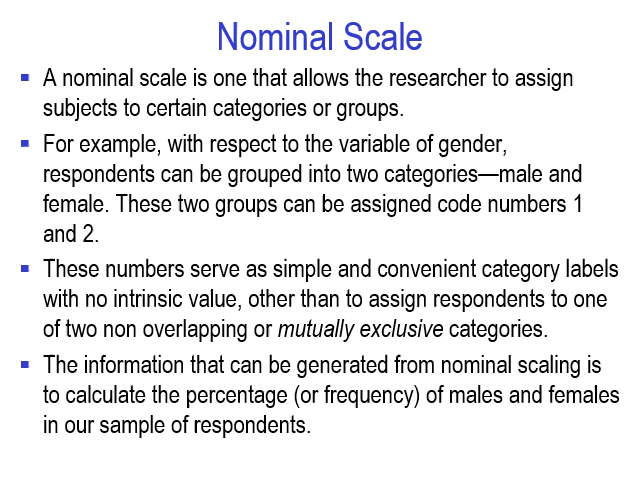 Nominal Scale
A nominal scale is one that allows the researcher to assign
subjects to certain categories or groups.
For example, with respect to the variable of gender,
respondents can be grouped into two categories—male and
female. These two groups can be assigned code numbers 1
and 2.
These numbers serve as simple and convenient category labels
with no intrinsic value, other than to assign respondents to one
of two non overlapping or mutually exclusive categories.
The information that can be generated from nominal scaling is
to calculate the percentage (or frequency) of males and females
in our sample of respondents.